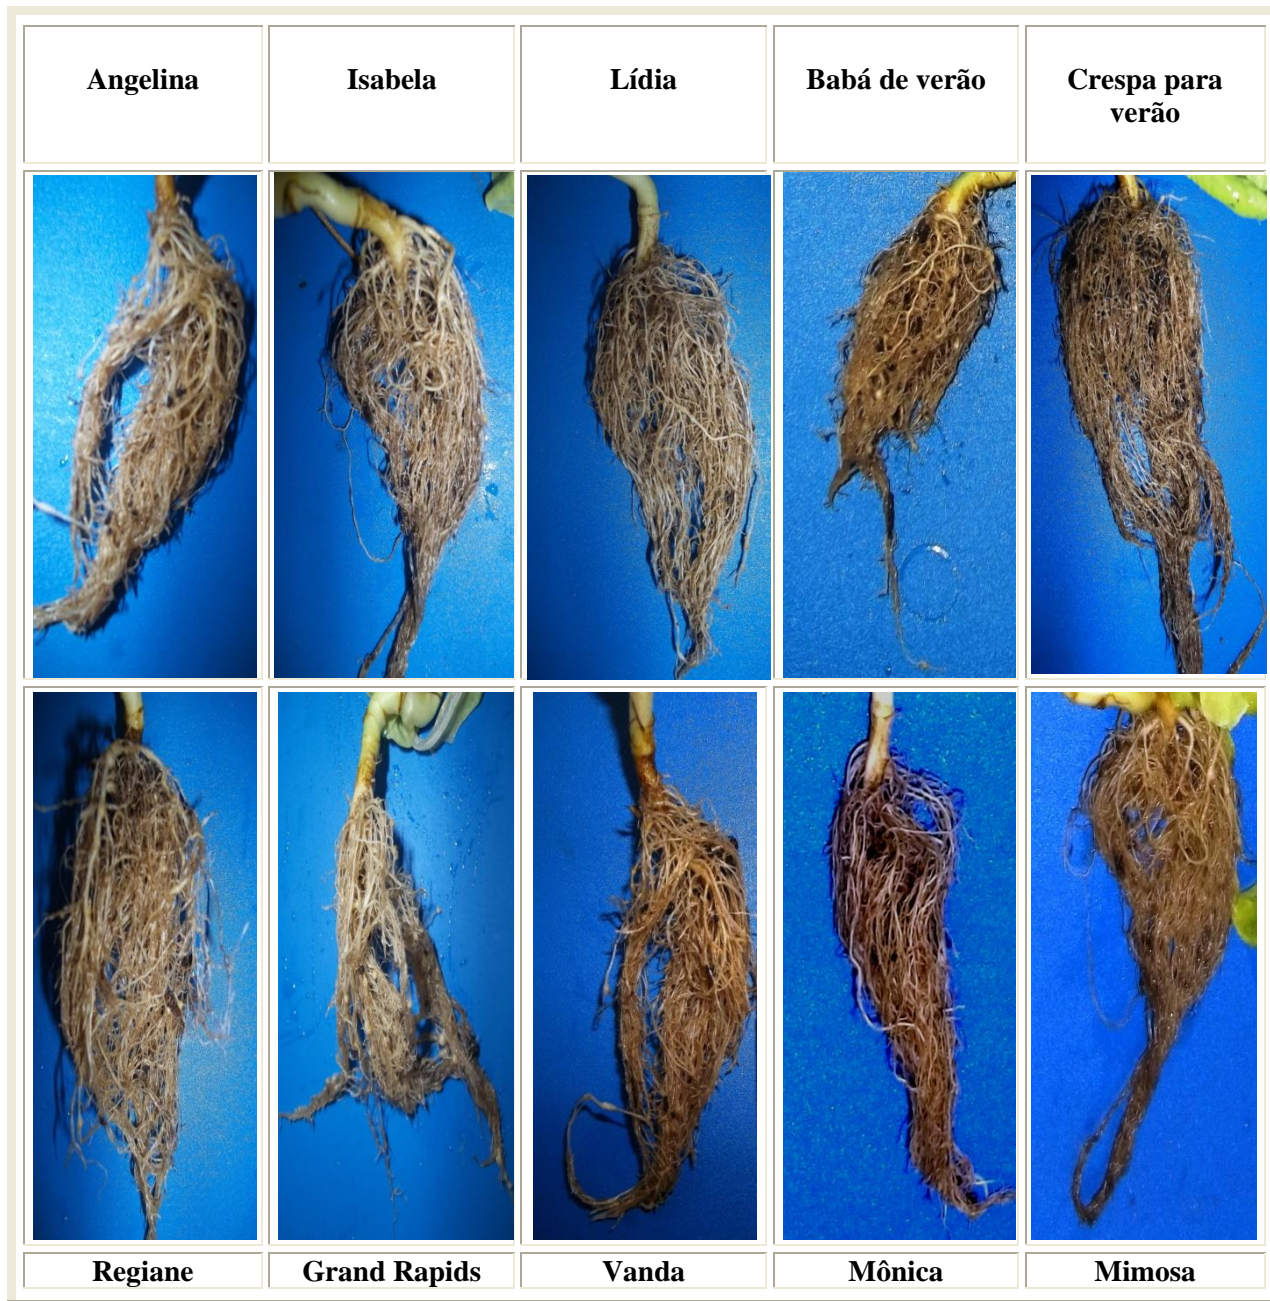 Angelina
Isabela
Lídia
Babá de verão
Crespa para
verão
Regiane
Grand Rapids
Vanda
Mônica
Mimosa